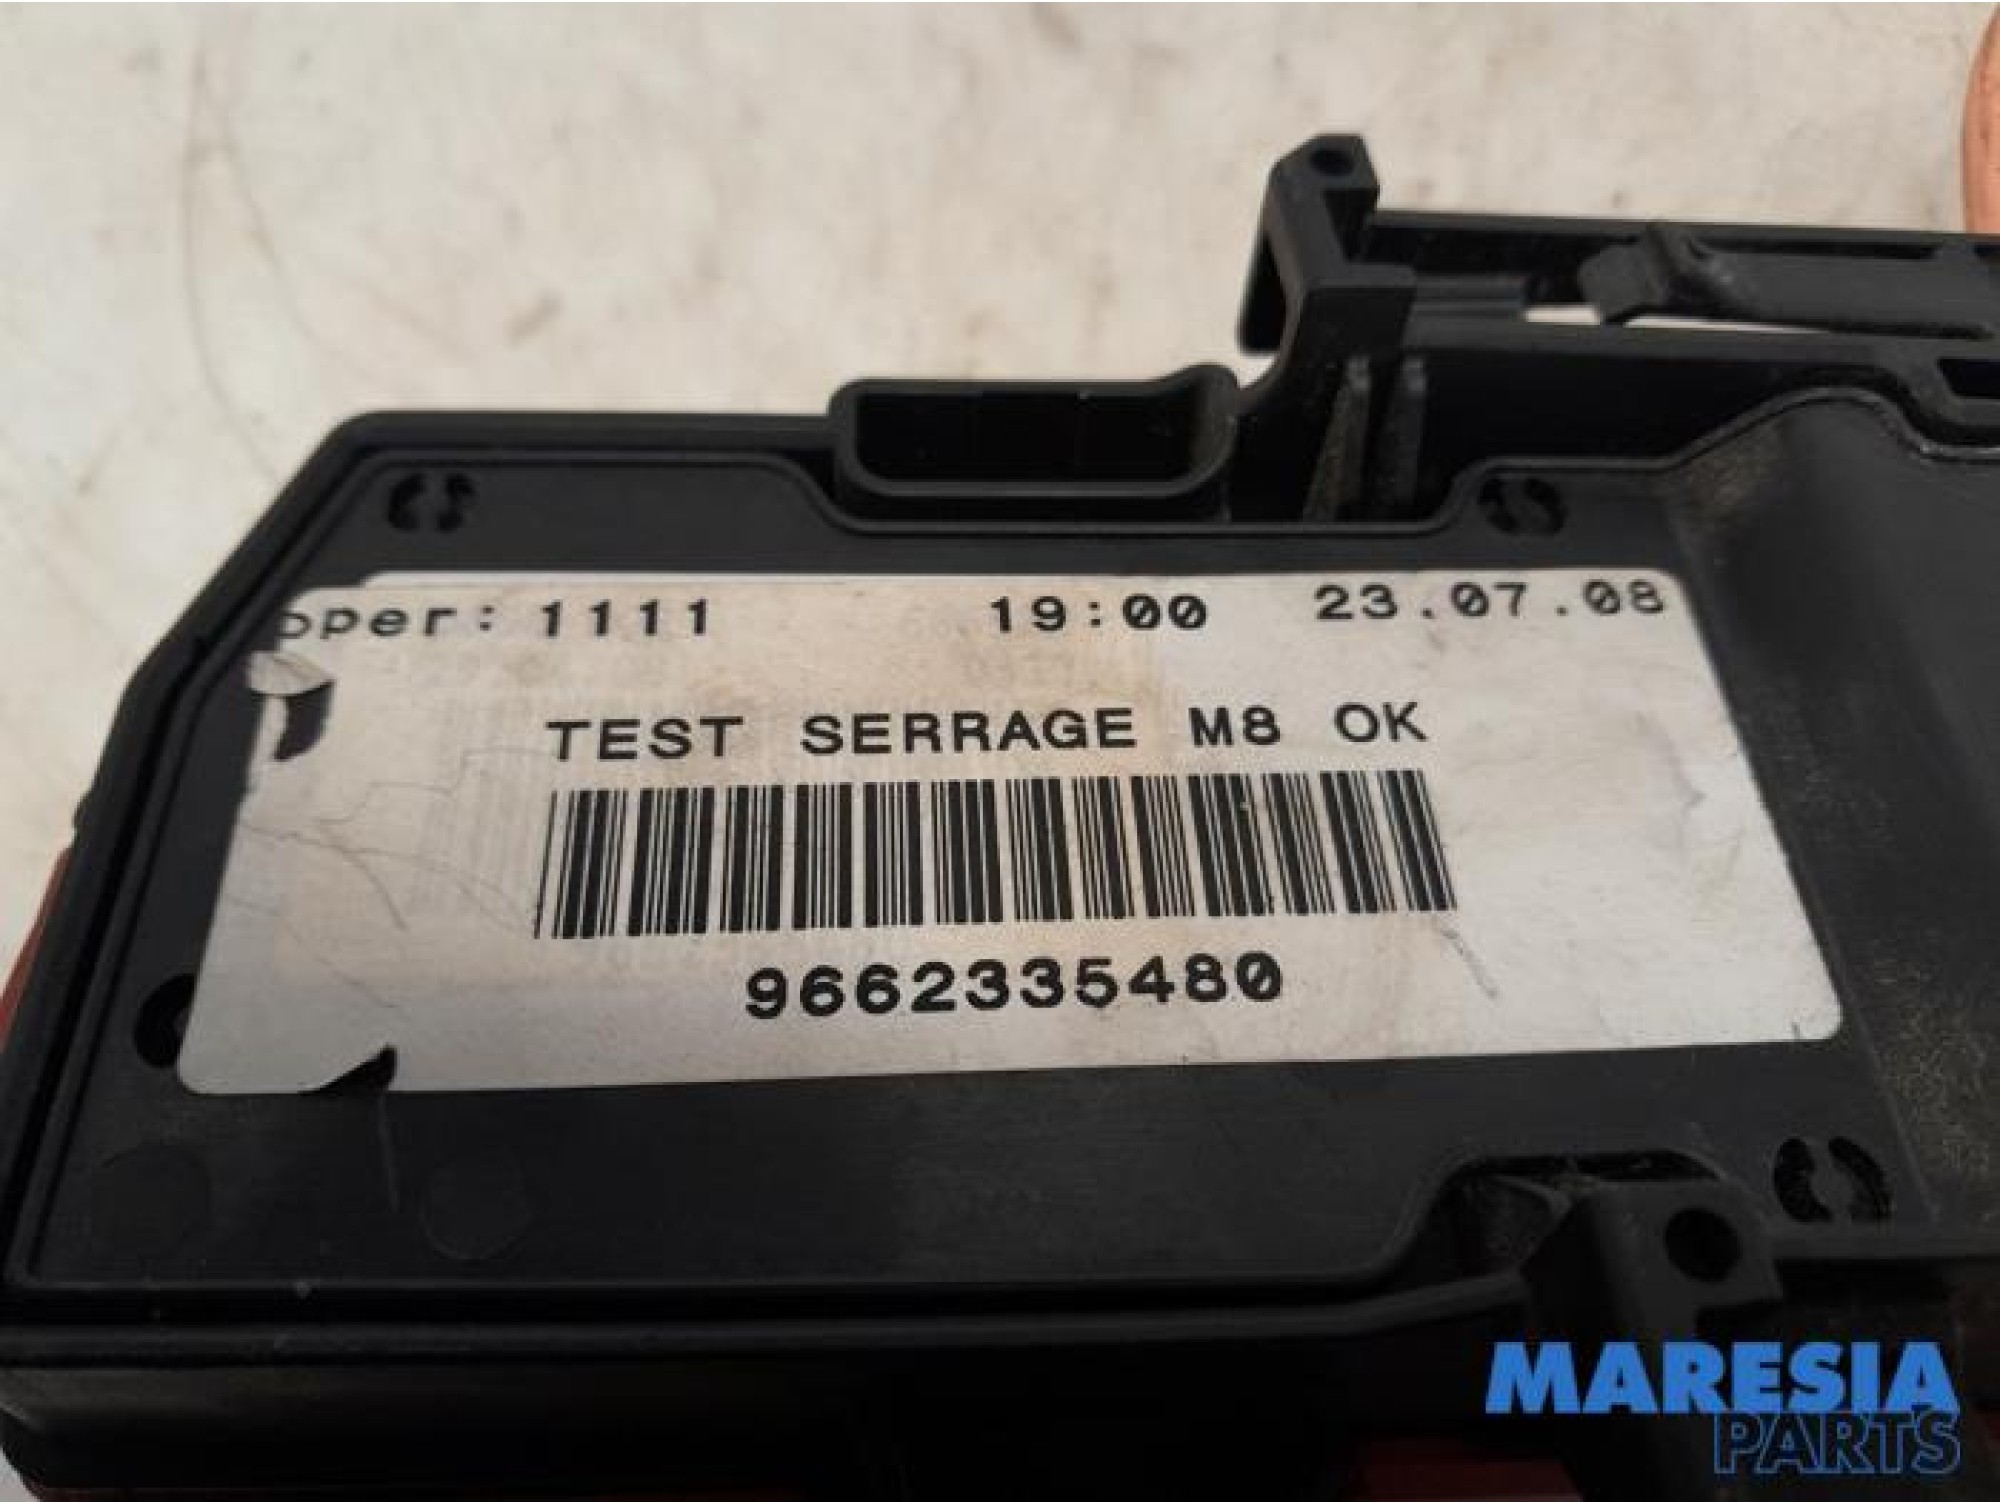 oper: 1111 19:00 23.07.08
TEST SERRAGE M8 OK
9662335480
MARESIA
PARTS